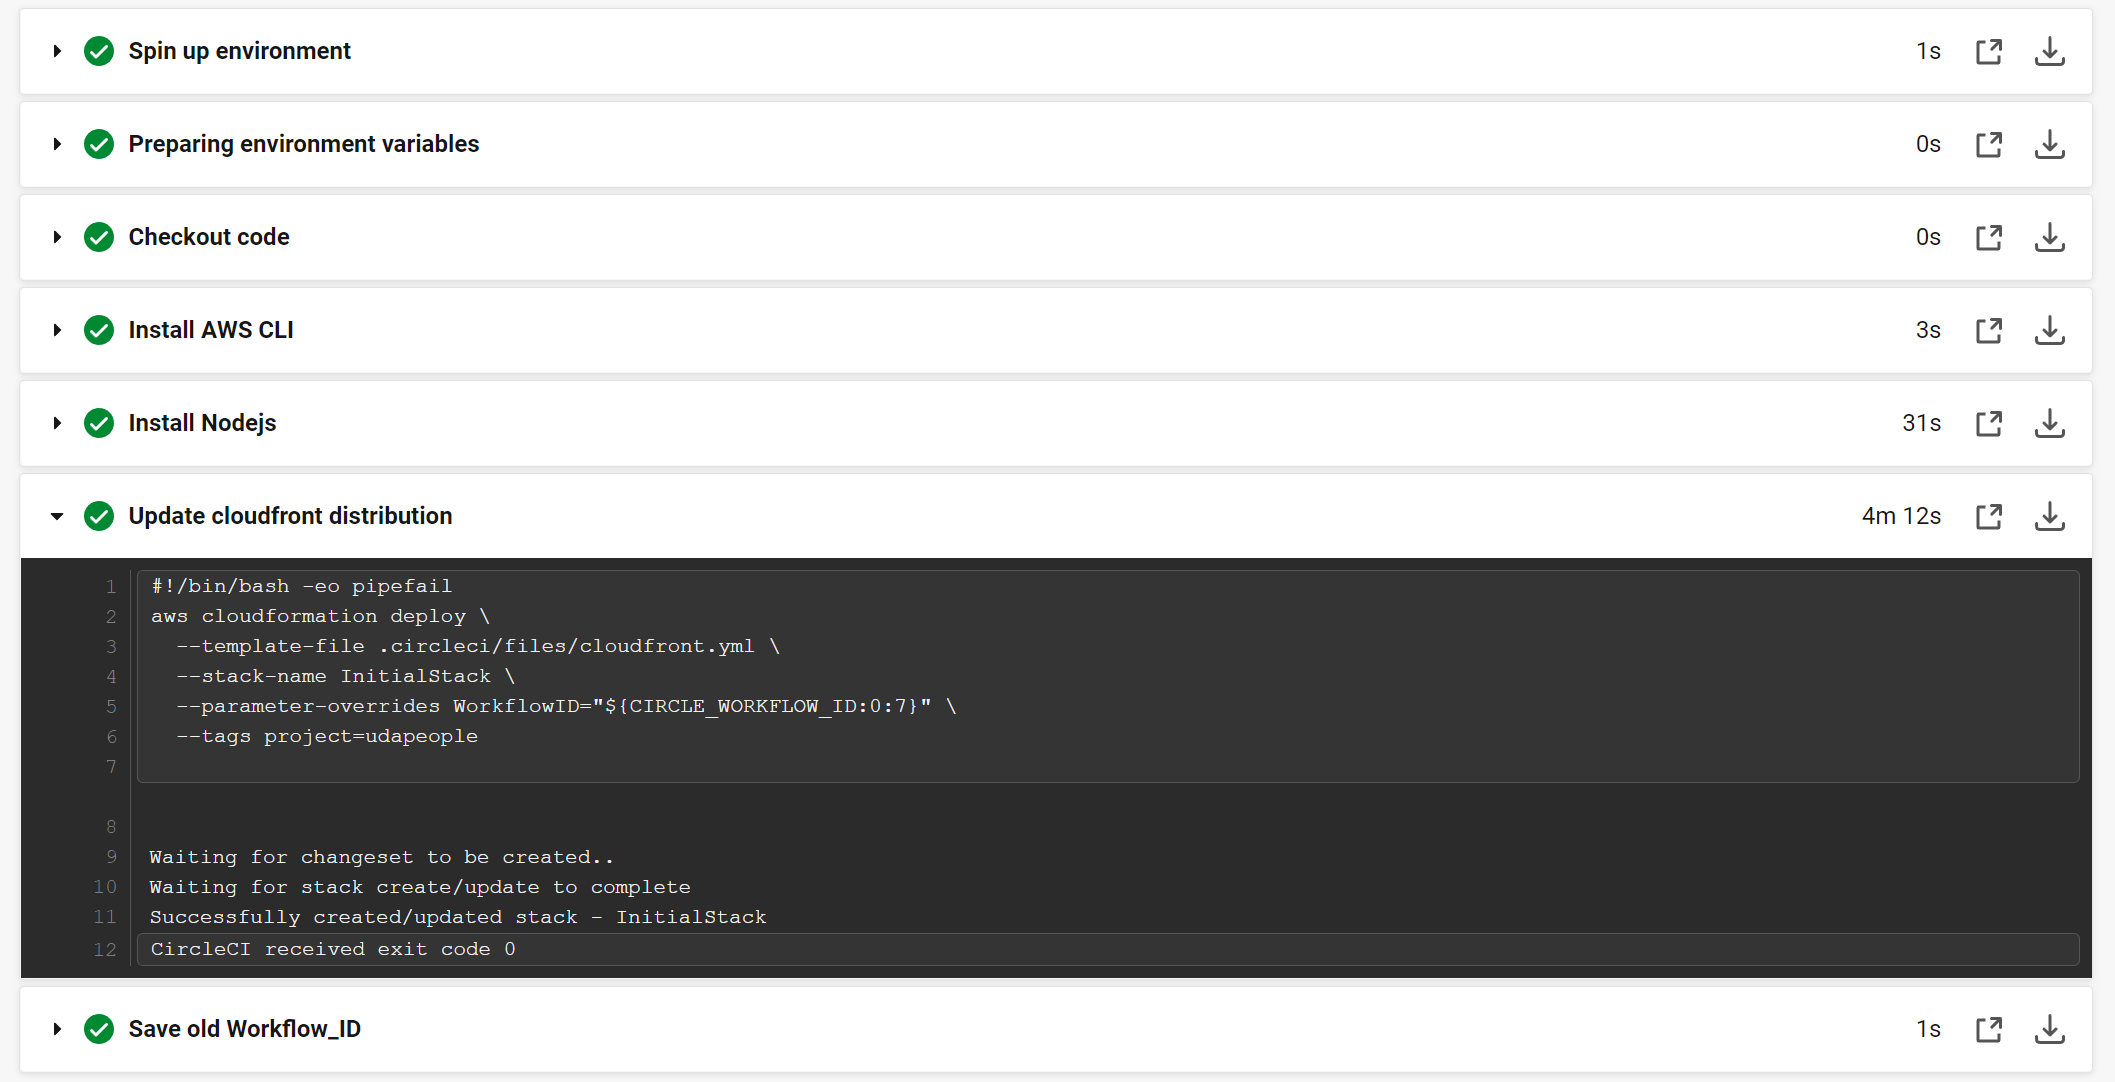 Spin up environment 1s
Preparing environment variables 0s
Checkout code 0s
Install AWS CLI 3s
Install Nodejs 31s
Update cloudfront distribution 4m 12s
1 #!/bin/bash -eo pipefail
2 aws cloudformation deploy \
3   --template-file .circleci/files/cloudfront.yml \
4   --stack-name InitialStack \
5   --parameter-overrides WorkflowID="${CIRCLE_WORKFLOW_ID:0:7}" \
6   --tags project=udapeople
7
8
9 Waiting for changeset to be created..
10 Waiting for stack create/update to complete
11 Successfully created/updated stack - InitialStack
12 CircleCI received exit code 0
Save old Workflow_ID 1s